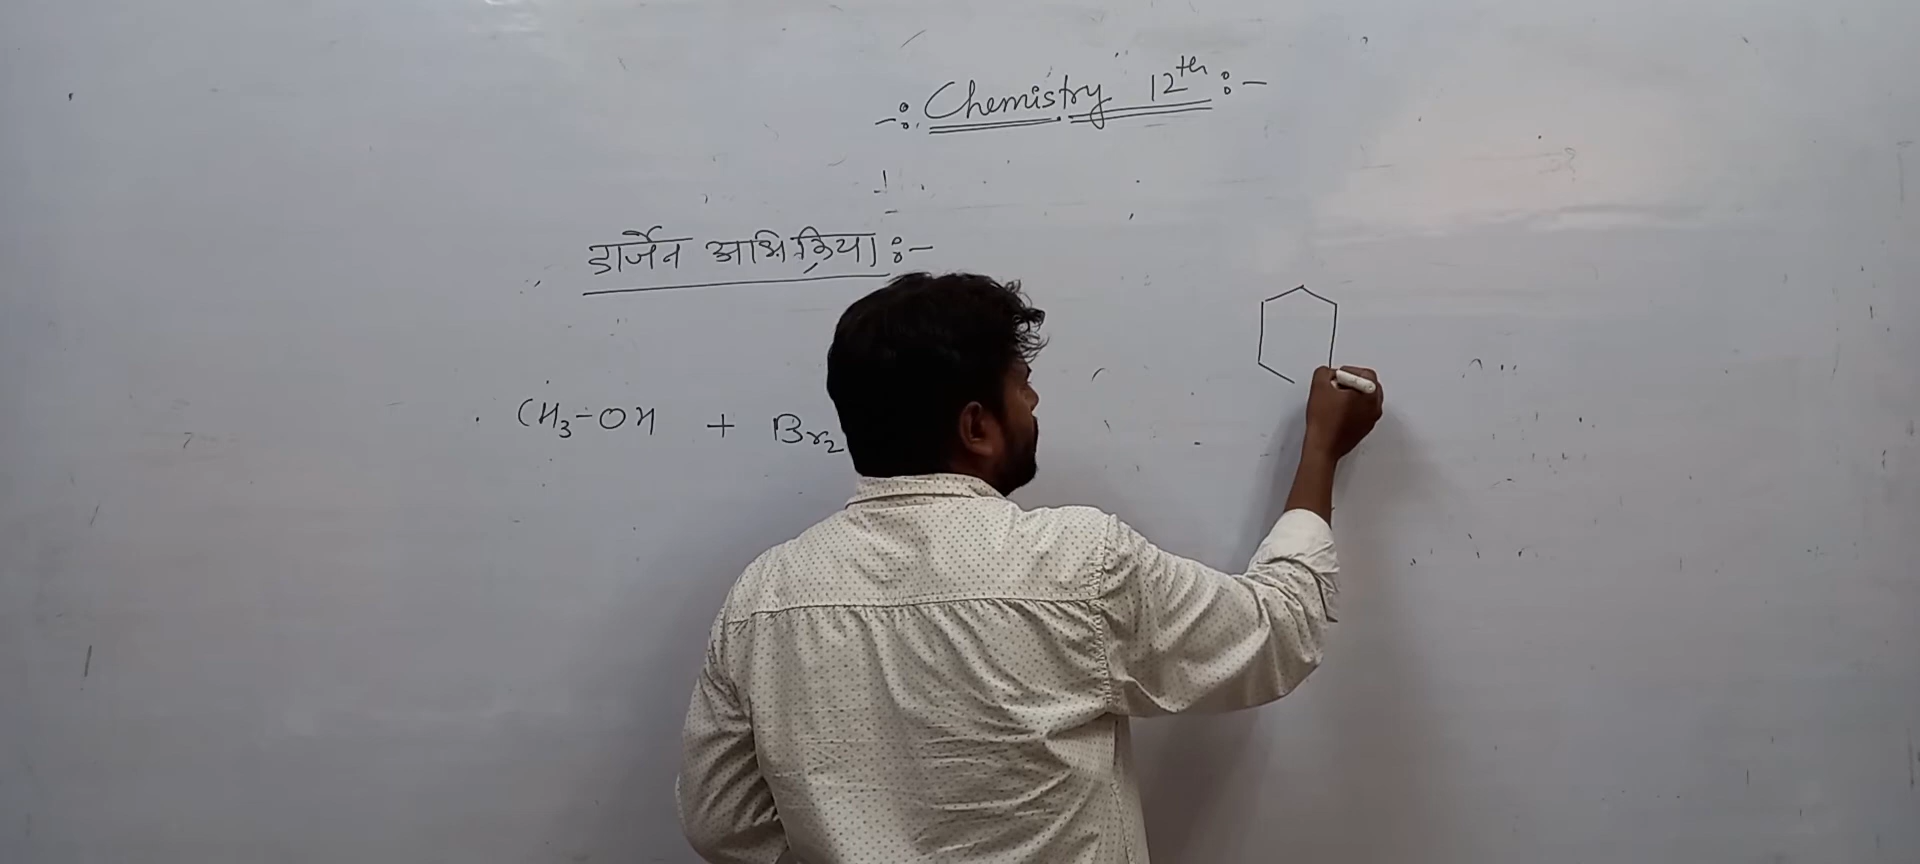 -: Chemistry 12th :-
डार्जेन अभिक्रिया :-
CH3-OH + Br2